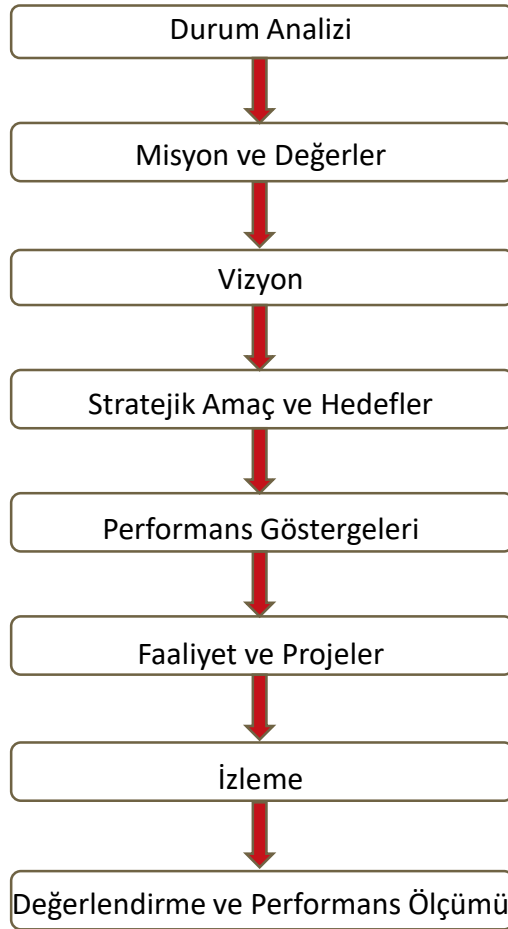 Durum Analizi
Misyon ve Değerler
Vizyon
Stratejik Amaç ve Hedefler
Performans Göstergeleri
Faaliyet ve Projeler
İzleme
Değerlendirme ve Performans Ölçümü